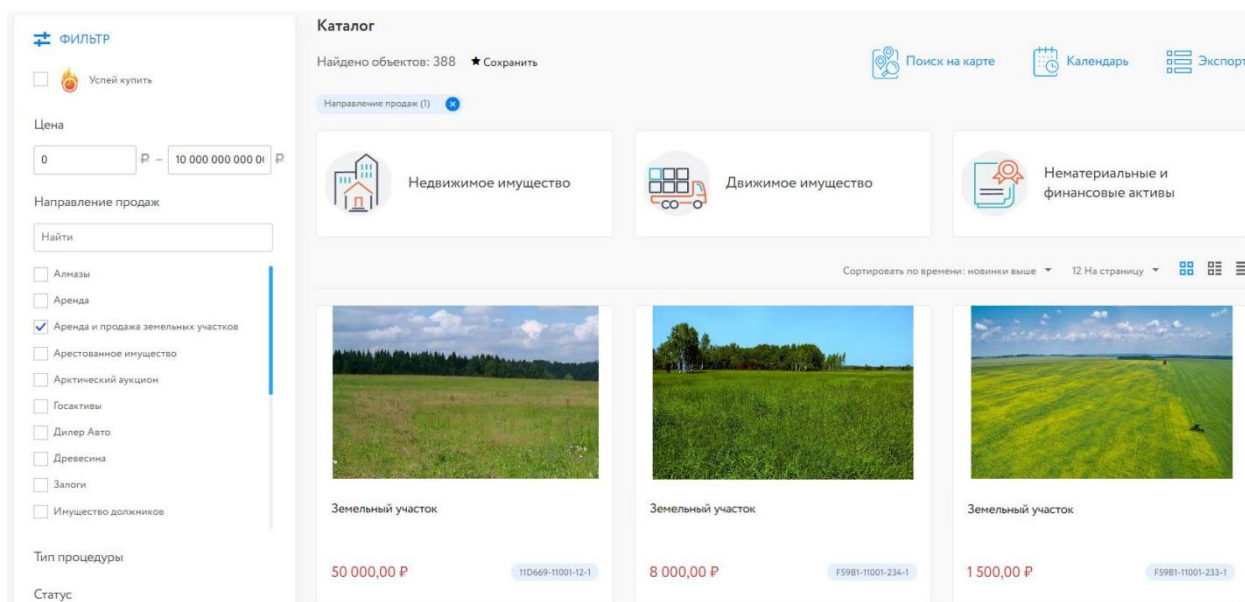 ФИЛЬТР
Успей купить
Цена
0 ₽ – 10 000 000 000 0 ₽
Направление продаж
Найти
Алмазы
Аренда
Аренда и продажа земельных участков
Арестованное имущество
Арктический аукцион
Госактивы
Дилер Авто
Древесина
Залоги
Имущество должников
Тип процедуры
Статус
Каталог
Найдено объектов: 388 ★ Сохранить
Поиск на карте
Календарь
Экспорт
Направление продаж (1)
Недвижимое имущество
Движимое имущество
Нематериальные и
финансовые активы
Сортировать по времени: новинки выше
12 На страницу
Земельный участок
50 000,00 ₽
11D669-11001-12-1
Земельный участок
8 000,00 ₽
F59B1-11001-234-1
Земельный участок
1 500,00 ₽
F59B1-11001-233-1